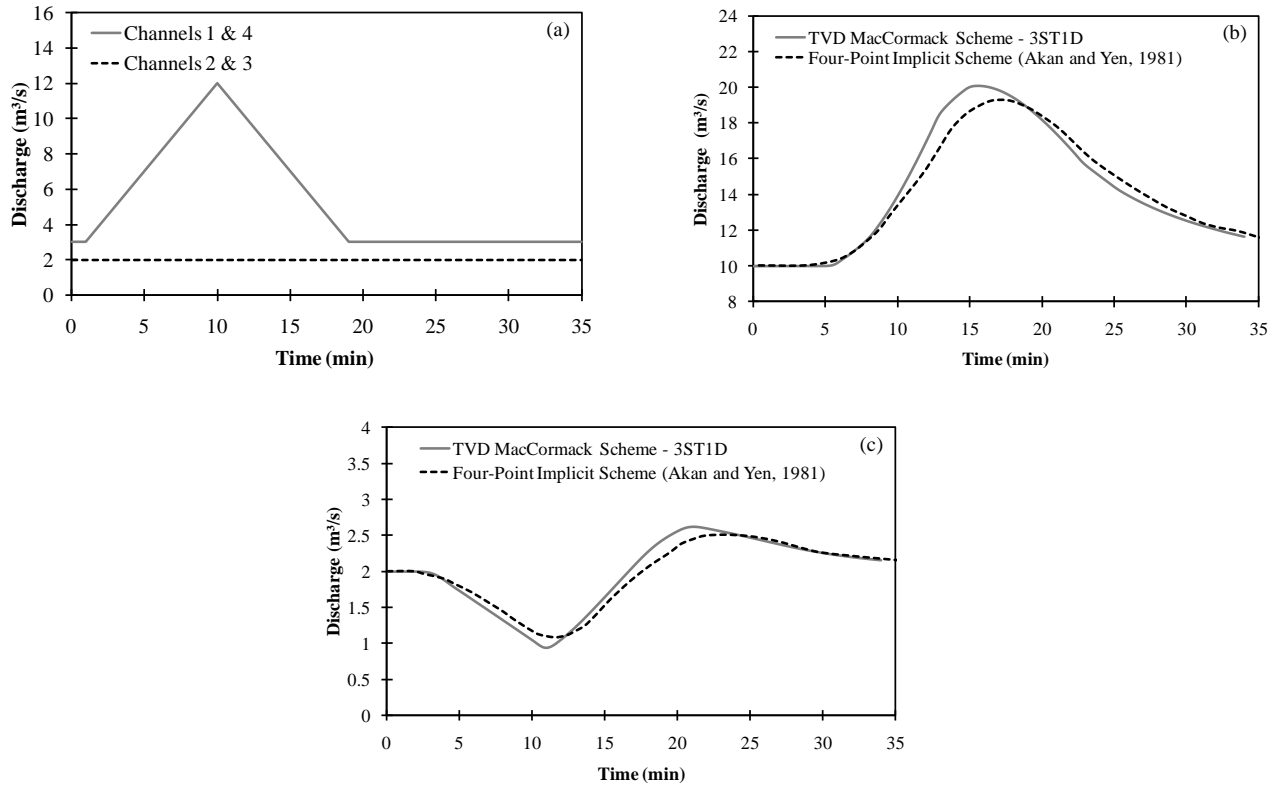 (a)
Channels 1 & 4
Channels 2 & 3
Discharge (m³/s)
16
14
12
10
8
6
4
2
0
0 5 10 15 20 25 30 35
Time (min)
(b)
TVD MacCormack Scheme - 3ST1D
Four-Point Implicit Scheme (Akan and Yen, 1981)
Discharge (m³/s)
24
22
20
18
16
14
12
10
8
0 5 10 15 20 25 30 35
Time (min)
(c)
TVD MacCormack Scheme - 3ST1D
Four-Point Implicit Scheme (Akan and Yen, 1981)
Discharge (m³/s)
4
3.5
3
2.5
2
1.5
1
0.5
0
0 5 10 15 20 25 30 35
Time (min)